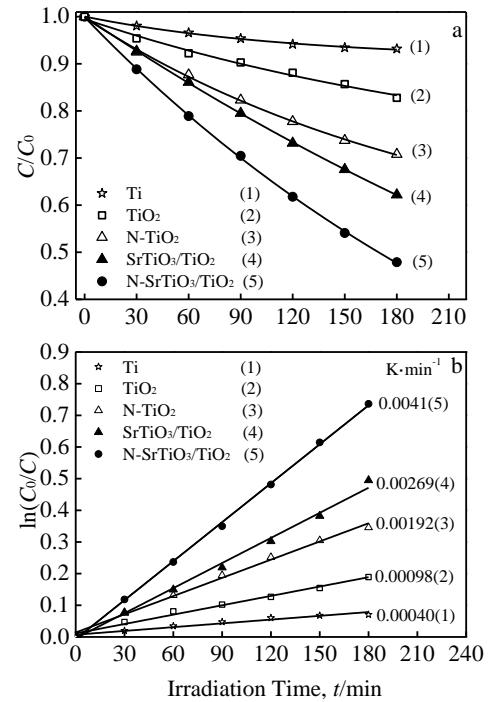 a
1.0
0.9
0.8
0.7
0.6
0.5
0.4
C/C₀
(1)
(2)
(3)
(4)
(5)
Ti (1)
TiO₂ (2)
N-TiO₂ (3)
SrTiO₃/TiO₂ (4)
N-SrTiO₃/TiO₂ (5)
0 30 60 90 120 150 180 210
b
0.9
0.8
0.7
0.6
0.5
0.4
0.3
0.2
0.1
0.0
ln(C₀/C)
Ti (1)
TiO₂ (2)
N-TiO₂ (3)
SrTiO₃/TiO₂ (4)
N-SrTiO₃/TiO₂ (5)
K·min⁻¹
0.0041(5)
0.00269(4)
0.00192(3)
0.00098(2)
0.00040(1)
0 30 60 90 120 150 180 210 240
Irradiation Time, t/min